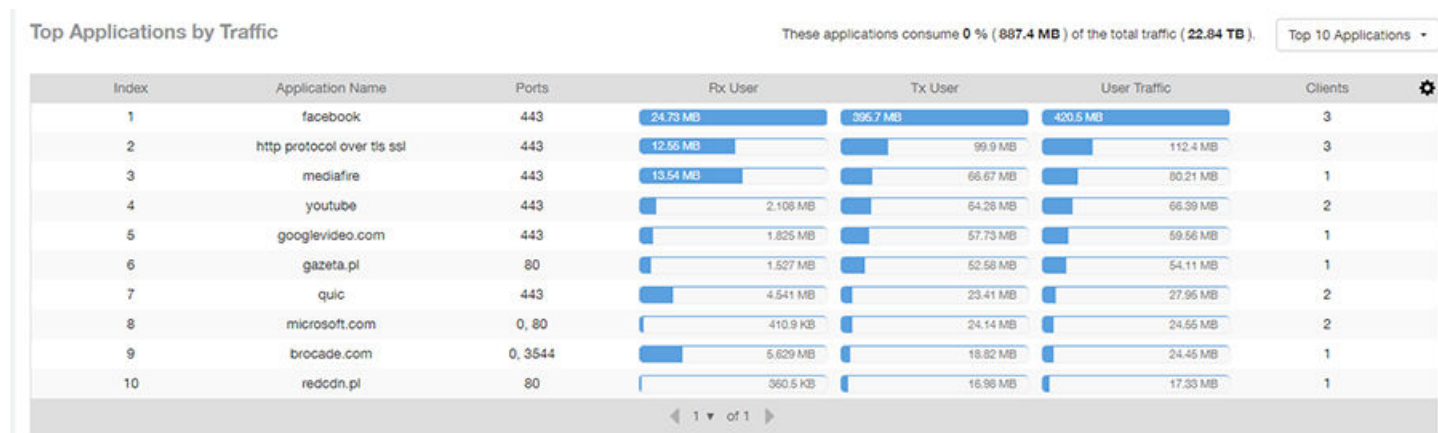 Top Applications by Traffic
These applications consume 0 % ( 887.4 MB ) of the total traffic ( 22.84 TB ). Top 10 Applications
Index Application Name Ports Rx User Tx User User Traffic Clients
1 facebook 443 24.73 MB 395.7 MB 420.5 MB 3
2 http protocol over tls ssl 443 12.55 MB 99.9 MB 112.4 MB 3
3 mediafire 443 13.54 MB 66.67 MB 80.21 MB 1
4 youtube 443 2.108 MB 64.28 MB 66.39 MB 2
5 googlevideo.com 443 1.825 MB 57.73 MB 59.56 MB 1
6 gazeta.pl 80 1.527 MB 52.58 MB 54.11 MB 1
7 quic 443 4.541 MB 23.41 MB 27.95 MB 2
8 microsoft.com 0, 80 410.9 KB 24.14 MB 24.55 MB 2
9 brocade.com 0, 3544 5.629 MB 18.82 MB 24.45 MB 1
10 redcdn.pl 80 360.5 KB 16.98 MB 17.33 MB 1
1 of 1